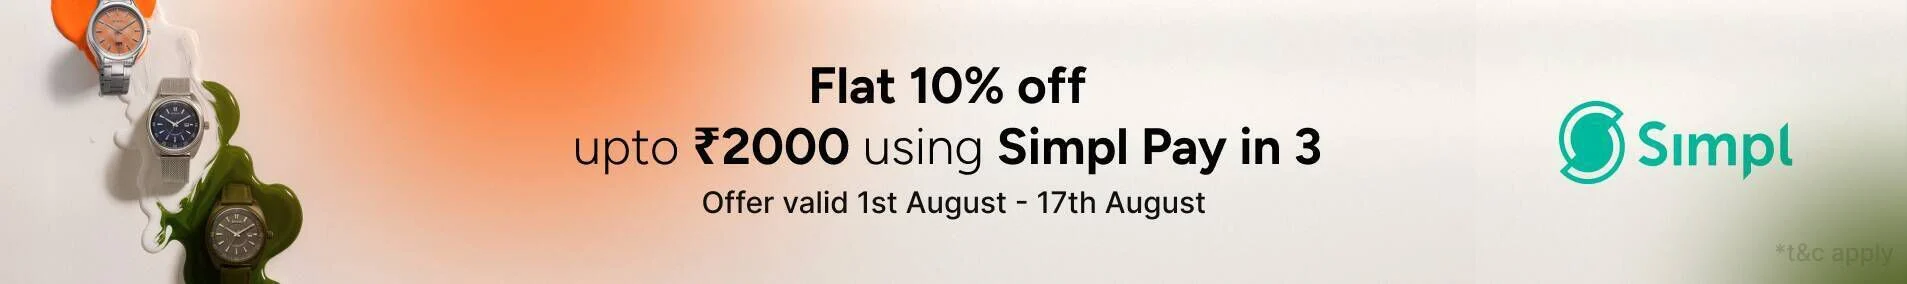 Flat 10% off
upto ₹2000 using Simpl Pay in 3
Offer valid 1st August - 17th August
Simpl
*t&c apply